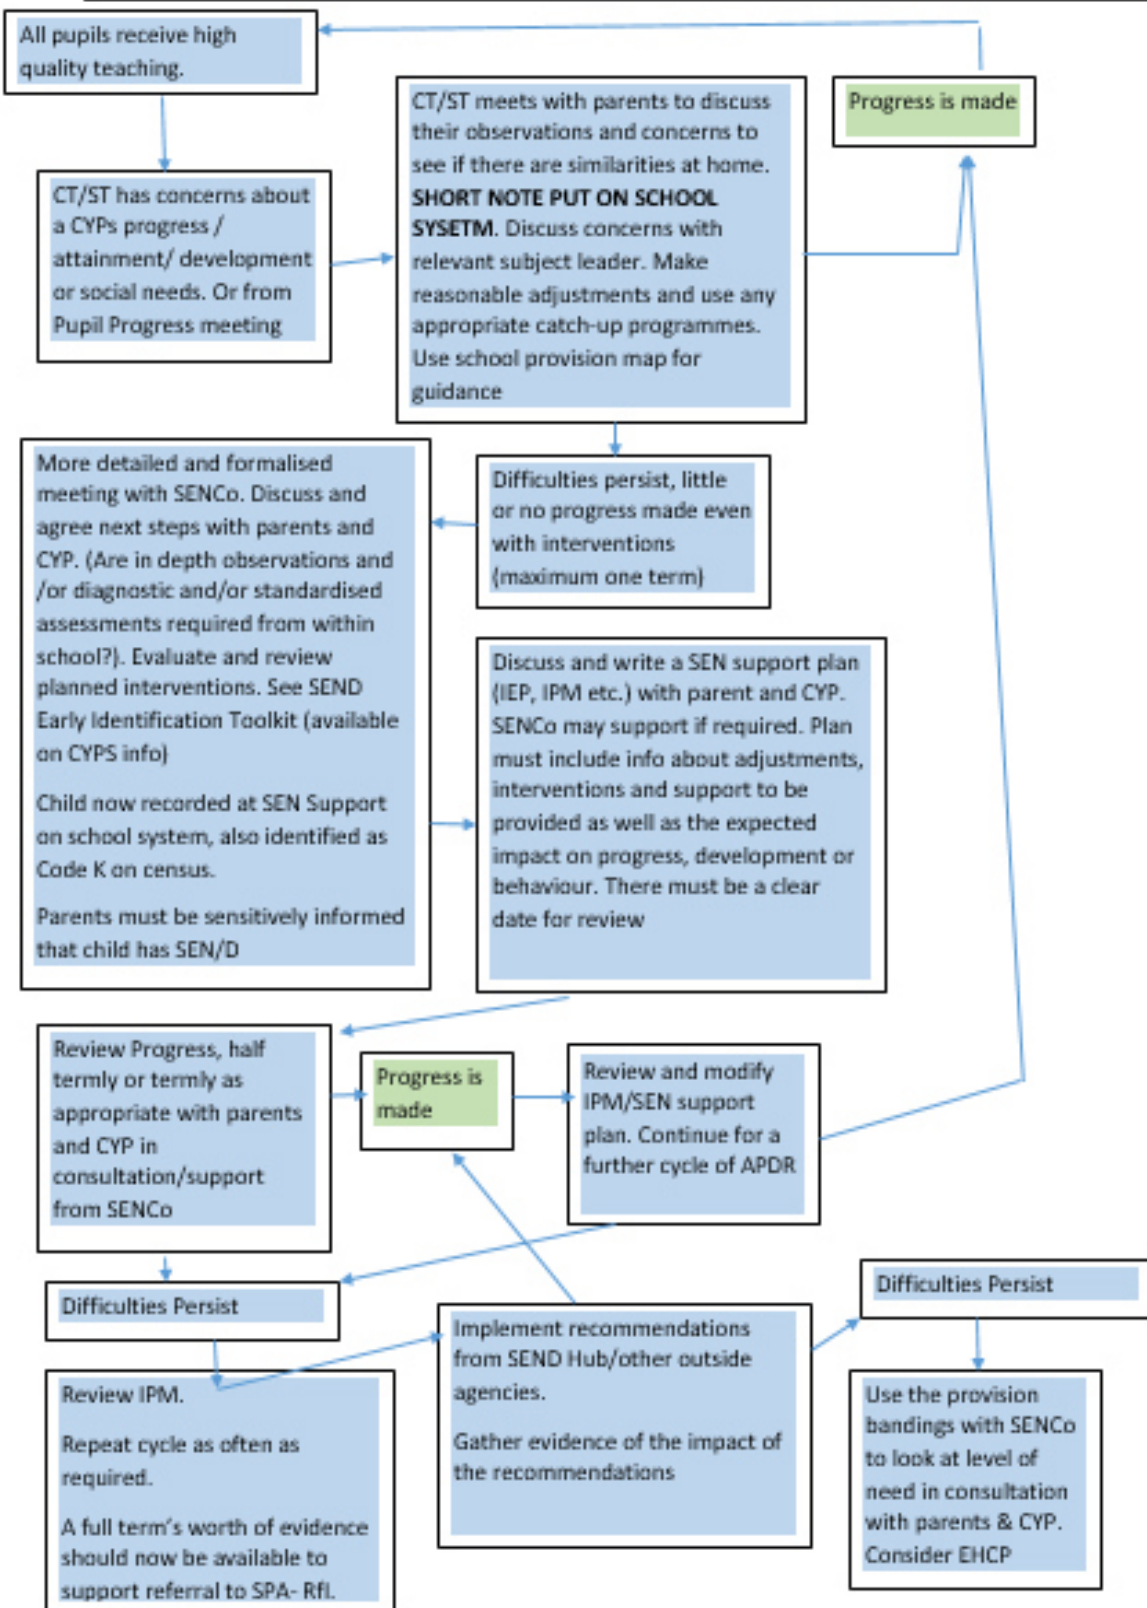 All pupils receive high
quality teaching.
Progress is made
CT/ST meets with parents to discuss
their observations and concerns to
see if there are similarities at home.
SHORT NOTE PUT ON SCHOOL
SYSETM. Discuss concerns with
relevant subject leader. Make
reasonable adjustments and use any
appropriate catch-up programmes.
Use school provision map for
guidance
CT/ST has concerns about
a CYPs progress /
attainment/ development
or social needs. Or from
Pupil Progress meeting
Difficulties persist, little
or no progress made even
with interventions
(maximum one term)
More detailed and formalised
meeting with SENCo. Discuss and
agree next steps with parents and
CYP. (Are in depth observations and
/or diagnostic and/or standardised
assessments required from within
school?). Evaluate and review
planned interventions. See SEND
Early Identification Toolkit (available
on CYPS info)
Child now recorded at SEN Support
on school system, also identified as
Code K on census.
Parents must be sensitively informed
that child has SEN/D
Discuss and write a SEN support plan
(IEP, IPM etc.) with parent and CYP.
SENCo may support if required. Plan
must include info about adjustments,
interventions and support to be
provided as well as the expected
impact on progress, development or
behaviour. There must be a clear
date for review
Review Progress, half
termly or termly as
appropriate with parents
and CYP in
consultation/support
from SENCo
Progress is
made
Review and modify
IPM/SEN support
plan. Continue for a
further cycle of APDR
Difficulties Persist
Review IPM.
Repeat cycle as often as
required.
A full term's worth of evidence
should now be available to
support referral to SPA- RfI.
Implement recommendations
from SEND Hub/other outside
agencies.
Gather evidence of the impact of
the recommendations
Difficulties Persist
Use the provision
bandings with SENCo
to look at level of
need in consultation
with parents & CYP.
Consider EHCP